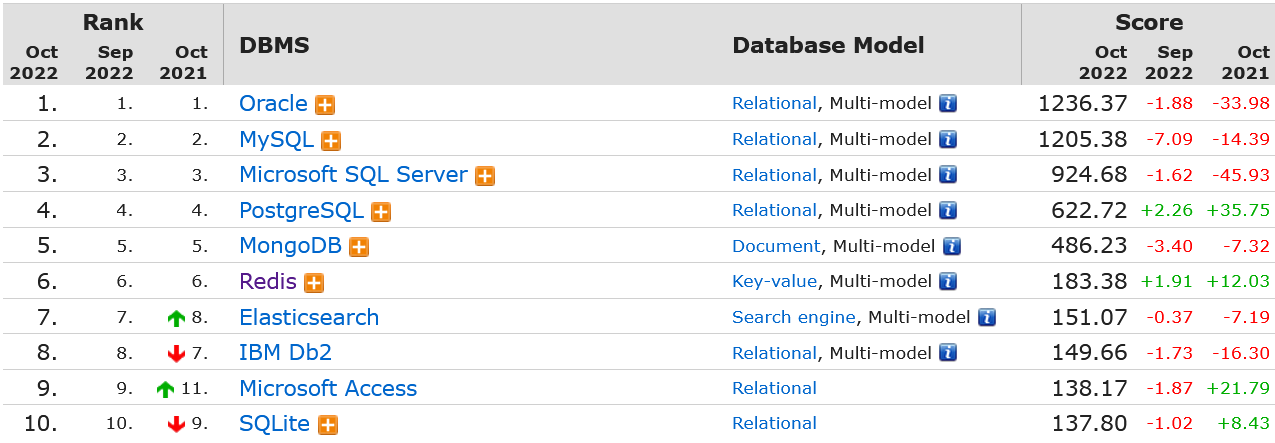 Rank DBMS Database Model Score
Oct 2022 Sep 2022 Oct 2021 Oct 2022 Sep 2022 Oct 2021
1. 1. 1. Oracle Relational, Multi-model 1236.37 -1.88 -33.98
2. 2. 2. MySQL Relational, Multi-model 1205.38 -7.09 -14.39
3. 3. 3. Microsoft SQL Server Relational, Multi-model 924.68 -1.62 -45.93
4. 4. 4. PostgreSQL Relational, Multi-model 622.72 +2.26 +35.75
5. 5. 5. MongoDB Document, Multi-model 486.23 -3.40 -7.32
6. 6. 6. Redis Key-value, Multi-model 183.38 +1.91 +12.03
7. 7. 8. Elasticsearch Search engine, Multi-model 151.07 -0.37 -7.19
8. 8. 7. IBM Db2 Relational, Multi-model 149.66 -1.73 -16.30
9. 9. 11. Microsoft Access Relational 138.17 -1.87 +21.79
10. 10. 9. SQLite Relational 137.80 -1.02 +8.43